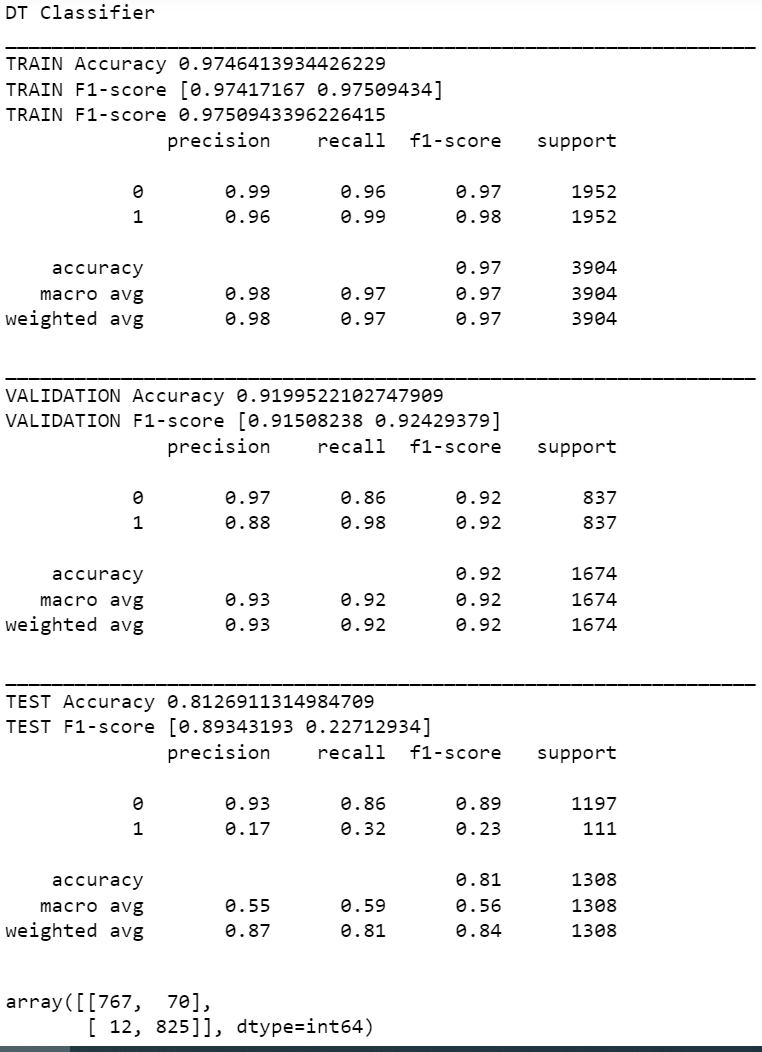 DT Classifier
TRAIN Accuracy 0.9746413934426229
TRAIN F1-score [0.97417167 0.97509434]
TRAIN F1-score 0.9750943396226415
precision recall f1-score support
0 0.99 0.96 0.97 1952
1 0.96 0.99 0.98 1952
accuracy 0.97 3904
macro avg 0.98 0.97 0.97 3904
weighted avg 0.98 0.97 0.97 3904
VALIDATION Accuracy 0.9199522102747909
VALIDATION F1-score [0.91508238 0.92429379]
precision recall f1-score support
0 0.97 0.86 0.92 837
1 0.88 0.98 0.92 837
accuracy 0.92 1674
macro avg 0.93 0.92 0.92 1674
weighted avg 0.93 0.92 0.92 1674
TEST Accuracy 0.8126911314984709
TEST F1-score [0.89343193 0.22712934]
precision recall f1-score support
0 0.93 0.86 0.89 1197
1 0.17 0.32 0.23 111
accuracy 0.81 1308
macro avg 0.55 0.59 0.56 1308
weighted avg 0.87 0.81 0.84 1308
array([[767, 70],
[ 12, 825]], dtype=int64)